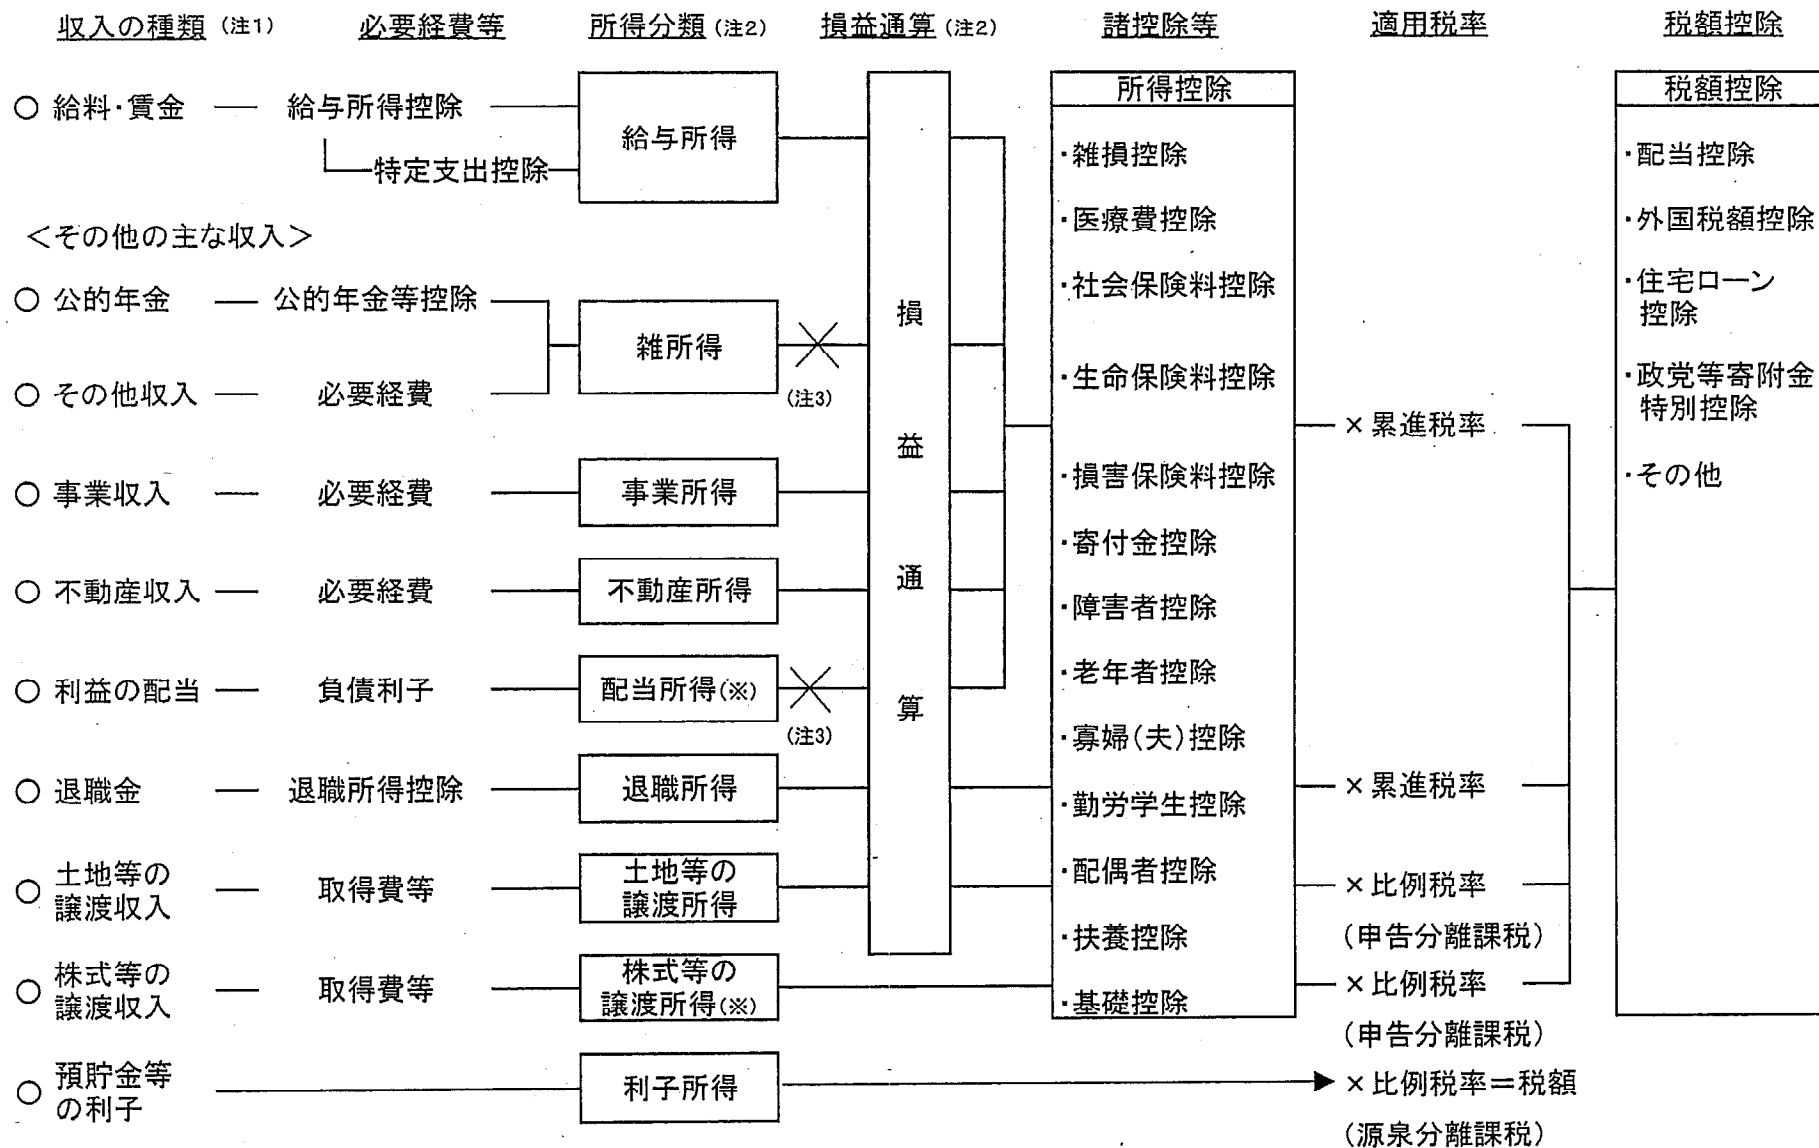 収入の種類 (注1) 必要経費等 所得分類 (注2) 損益通算 (注2) 諸控除等 適用税率 税額控除
○ 給料・賃金 給与所得控除
特定支出控除
給与所得
<その他の主な収入>
○ 公的年金 公的年金等控除
○ その他収入 必要経費
雑所得
(注3)
○ 事業収入 必要経費 事業所得
○ 不動産収入 必要経費 不動産所得
○ 利益の配当 負債利子 配当所得(※)
(注3)
○ 退職金 退職所得控除 退職所得
○ 土地等の
譲渡収入
取得費等
土地等の
譲渡所得
○ 株式等の
譲渡収入
取得費等
株式等の
譲渡所得(※)
○ 預貯金等
の利子
利子所得
損
益
通
算
所得控除
・雑損控除
・医療費控除
・社会保険料控除
・生命保険料控除
・損害保険料控除
・寄付金控除
・障害者控除
・老年者控除
・寡婦(夫)控除
・勤労学生控除
・配偶者控除
・扶養控除
・基礎控除
×累進税率
×累進税率
×比例税率
(申告分離課税)
×比例税率
(申告分離課税)
×比例税率=税額
(源泉分離課税)
税額控除
・配当控除
・外国税額控除
・住宅ローン
控除
・政党等寄附金
特別控除
・その他